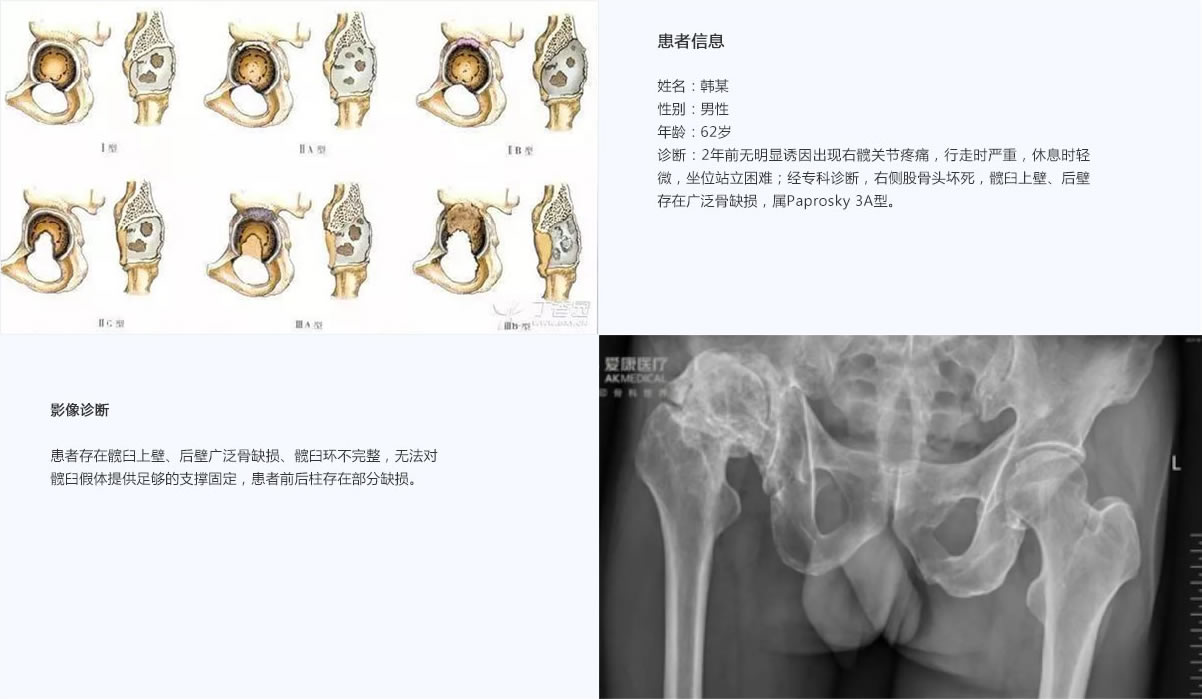 I型
IIA型
IIB型
IIC型
IIIA型
IIIB型
丁香园
患者信息
姓名：韩某
性别：男性
年龄：62岁
诊断：2年前无明显诱因出现右髋关节疼痛，行走时严重，休息时轻
微，坐位站立困难；经专科诊断，右侧股骨头坏死，髋臼上壁、后壁
存在广泛骨缺损，属Paprosky 3A型。
影像诊断
患者存在髋臼上壁、后壁广泛骨缺损、髋臼环不完整，无法对
髋臼假体提供足够的支撑固定，患者前后柱存在部分缺损。
爱康医疗
AK MEDICAL
骨科世界
L